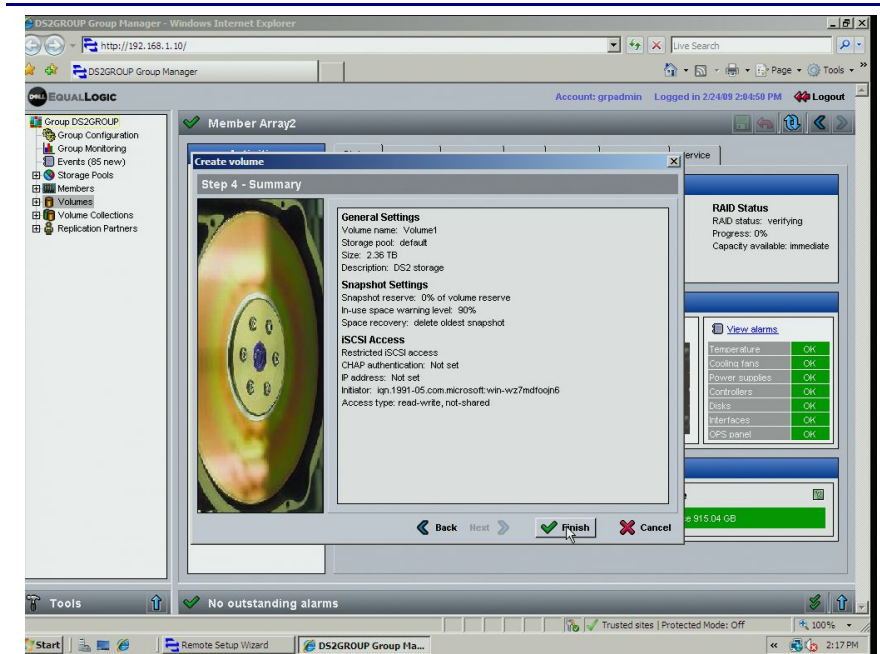 DS2GROUP Group Manager - Windows Internet Explorer
http://192.168.1.10/
Live Search
DS2GROUP Group Manager
Page
Tools
»
DELL EQUALLOGIC
Account: grpadmin Logged in 2/24/09 2:04:50 PM Logout
Group DS2GROUP
Group Configuration
Group Monitoring
Events (85 new)
Storage Pools
Members
Volumes
Volume Collections
Replication Partners
Member Array2
Create volume
Step 4 - Summary
General Settings
Volume name: Volume1
Storage pool: default
Size: 2.36 TB
Description: DS2 storage
Snapshot Settings
Snapshot reserve: 0% of volume reserve
In-use space warning level: 90%
Space recovery: delete oldest snapshot
iSCSI Access
Restricted iSCSI access
CHAP authentication: Not set
IP address: Not set
Initiator: iqn.1991-05.com.microsoft:win-wz7mdfoojn6
Access type: read-write, not-shared
Back Next Finish Cancel
ervice
RAID Status
RAID status: verifying
Progress: 0%
Capacity available: immediate
View alarms
Temperature OK
Cooling fans OK
Power supplies OK
Controllers OK
Disks OK
Interfaces OK
OPS panel OK
e 915.04 GB
Tools
No outstanding alarms
Trusted sites | Protected Mode: Off
100%
Start
Remote Setup Wizard
DS2GROUP Group Ma...
«
2:17 PM